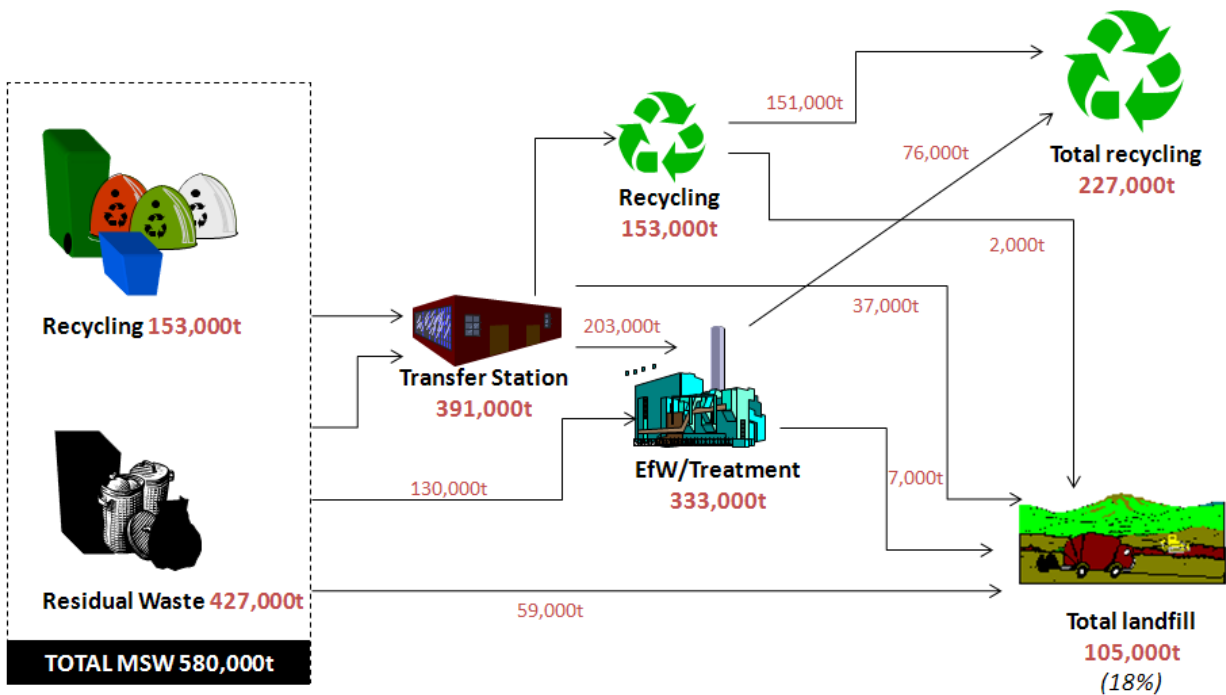 151,000t
76,000t
Total recycling
227,000t
Recycling
153,000t
2,000t
Recycling 153,000t
37,000t
203,000t
Transfer Station
391,000t
EfW/Treatment
333,000t
130,000t
7,000t
Residual Waste 427,000t
59,000t
Total landfill
105,000t
(18%)
TOTAL MSW 580,000t